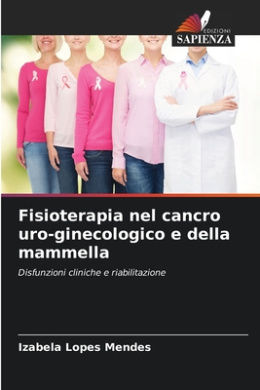 EDIZIONI
SAPIENZA
Fisioterapia nel cancro
uro-ginecologico e della
mammella
Disfunzioni cliniche e riabilitazione
Izabela Lopes Mendes